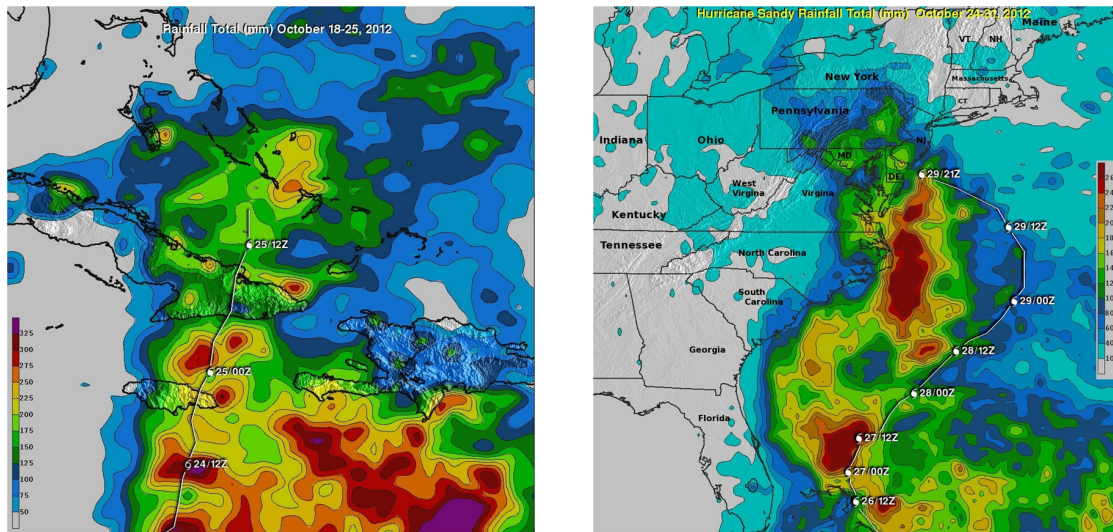 Rainfall Total (mm) October 18-25, 2012
25/12Z
25/00Z
24/12Z
325
300
275
250
225
200
175
150
125
100
75
50
Hurricane Sandy Rainfall Total (mm) October 24-31, 2012
Maine
VT
NH
New York
Massachusetts
CT
Pennsylvania
Indiana
Ohio
NJ
MD
DE
29/21Z
West
Virginia
Virginia
Kentucky
29/12Z
Tennessee
North Carolina
South
Carolina
29/00Z
Georgia
28/12Z
28/00Z
Florida
27/12Z
27/00Z
26/12Z